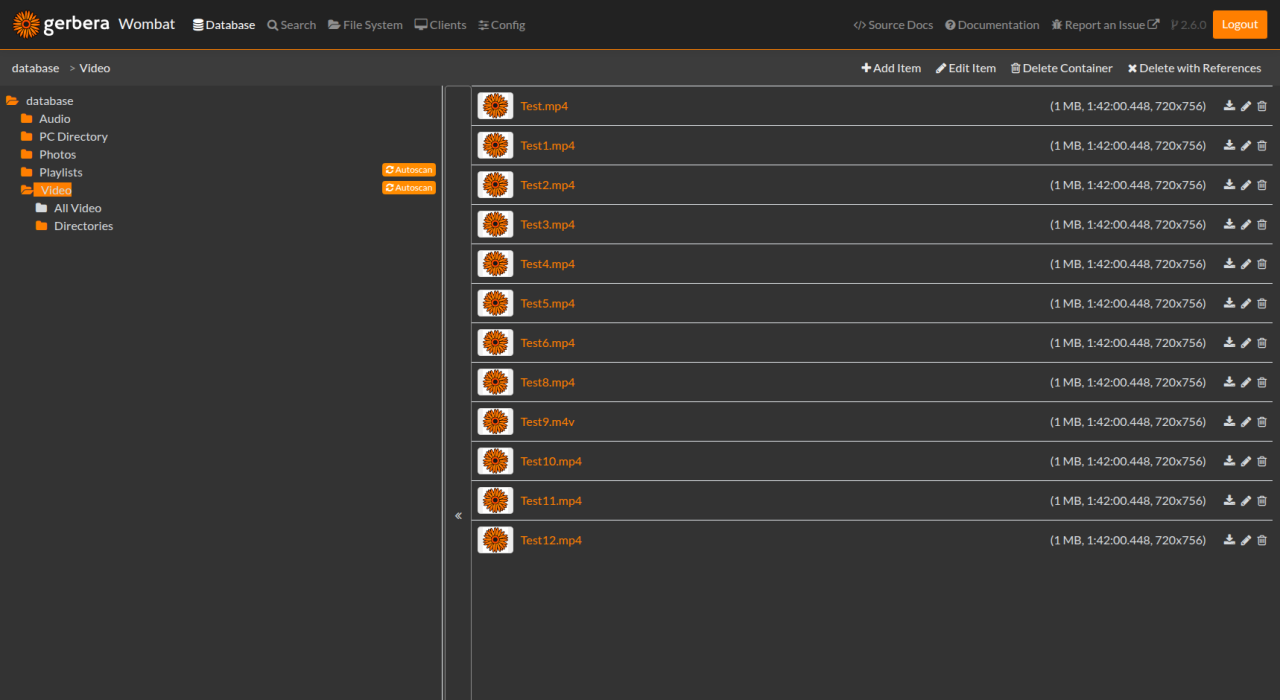 gerbera Wombat Database Search File System Clients Config Source Docs Documentation Report an Issue 2.6.0 Logout
database > Video Add Item Edit Item Delete Container Delete with References
database
Audio
PC Directory
Photos
Playlists Autoscan
Video Autoscan
All Video
Directories
Test.mp4 (1 MB, 1:42:00.448, 720x756)
Test1.mp4 (1 MB, 1:42:00.448, 720x756)
Test2.mp4 (1 MB, 1:42:00.448, 720x756)
Test3.mp4 (1 MB, 1:42:00.448, 720x756)
Test4.mp4 (1 MB, 1:42:00.448, 720x756)
Test5.mp4 (1 MB, 1:42:00.448, 720x756)
Test6.mp4 (1 MB, 1:42:00.448, 720x756)
Test8.mp4 (1 MB, 1:42:00.448, 720x756)
Test9.m4v (1 MB, 1:42:00.448, 720x756)
Test10.mp4 (1 MB, 1:42:00.448, 720x756)
Test11.mp4 (1 MB, 1:42:00.448, 720x756)
Test12.mp4 (1 MB, 1:42:00.448, 720x756)